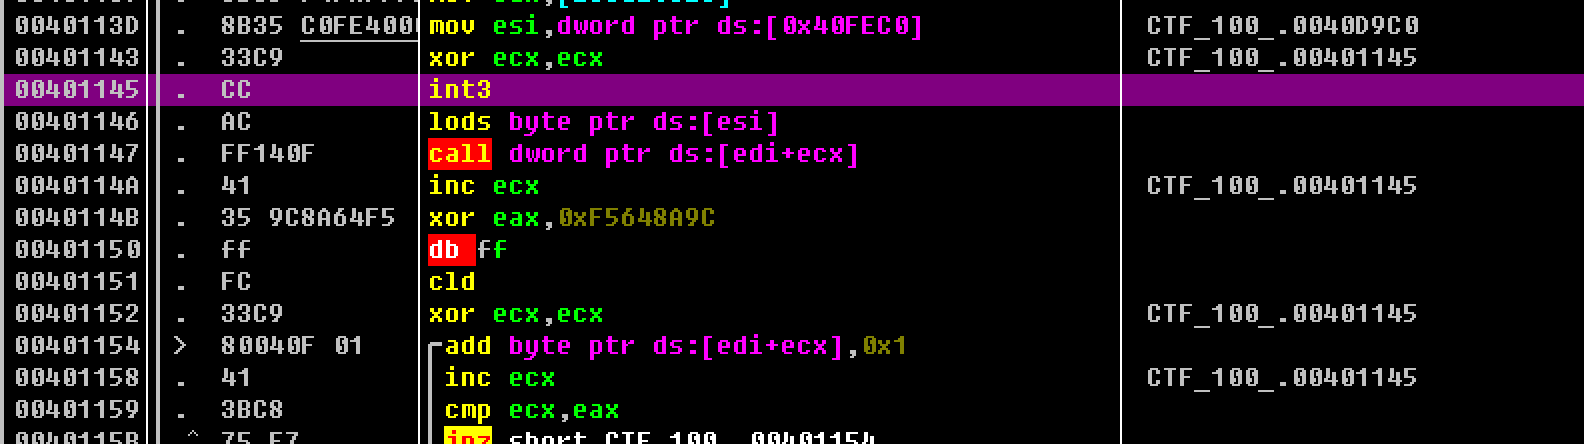 0040113D . 8B35 C0FE400 mov esi,dword ptr ds:[0x40FEC0] CTF_100_.0040D9C0
00401143 . 33C9 xor ecx,ecx CTF_100_.00401145
00401145 . CC int3
00401146 . AC lods byte ptr ds:[esi]
00401147 . FF140F call dword ptr ds:[edi+ecx]
0040114A . 41 inc ecx CTF_100_.00401145
0040114B . 35 9C8A64F5 xor eax,0xF5648A9C
00401150 . ff db ff
00401151 . FC cld
00401152 . 33C9 xor ecx,ecx CTF_100_.00401145
00401154 > 80040F 01 add byte ptr ds:[edi+ecx],0x1
00401158 . 41 inc ecx CTF_100_.00401145
00401159 . 3BC8 cmp ecx,eax
0040115B ^ 75 F7 jnz short CTF_100_.00401154